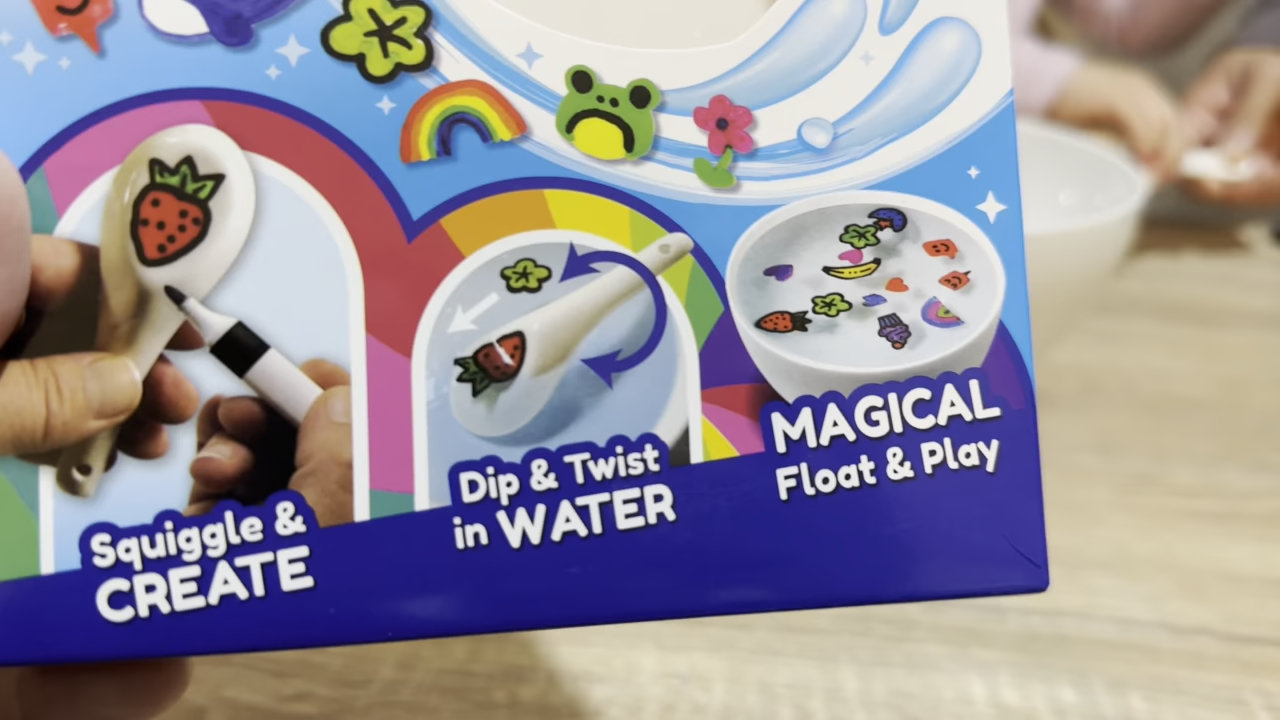 Squiggle &
CREATE
Dip & Twist
in WATER
MAGICAL
Float & Play